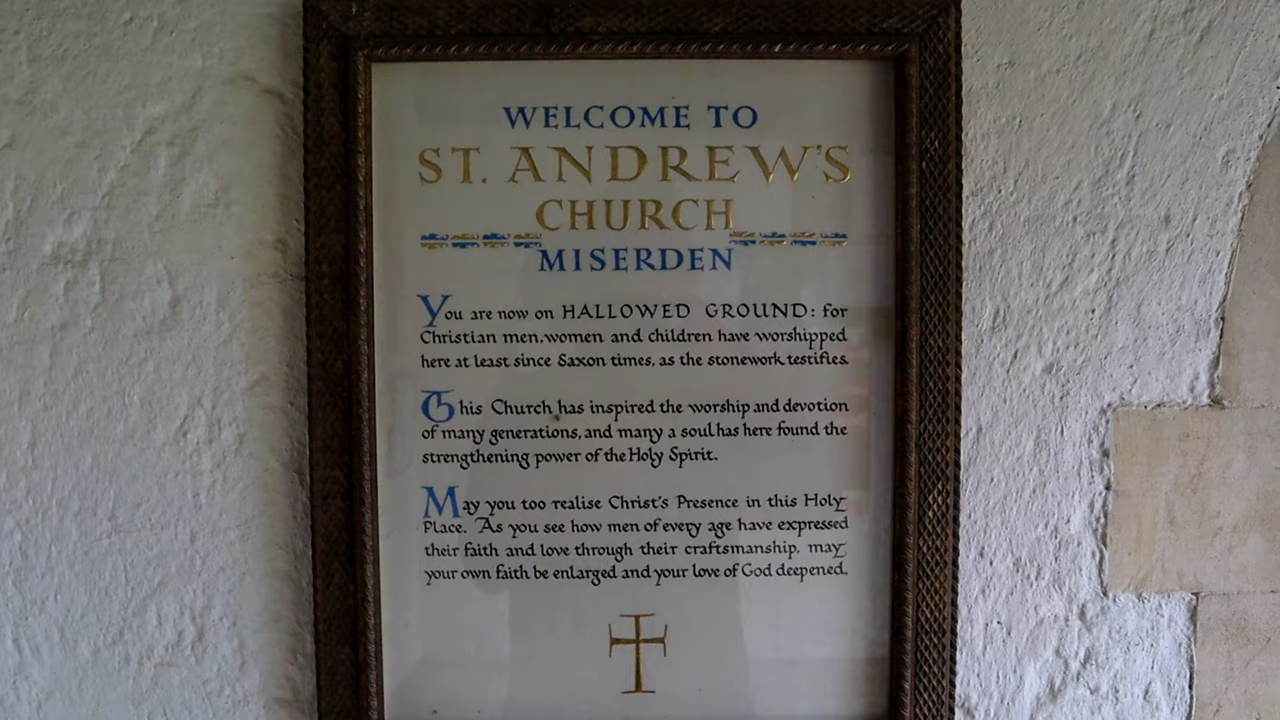 WELCOME TO
ST. ANDREW'S
CHURCH
MISERDEN
You are now on HALLOWED GROUND: for
Christian men, women and children have worshipped
here at least since Saxon times, as the stonework testifies.
This Church has inspired the worship and devotion
of many generations, and many a soul has here found the
strengthening power of the Holy Spirit.
May you too realise Christ's Presence in this Holy
Place. As you see how men of every age have expressed
their faith and love through their craftsmanship, may
your own faith be enlarged and your love of God deepened.